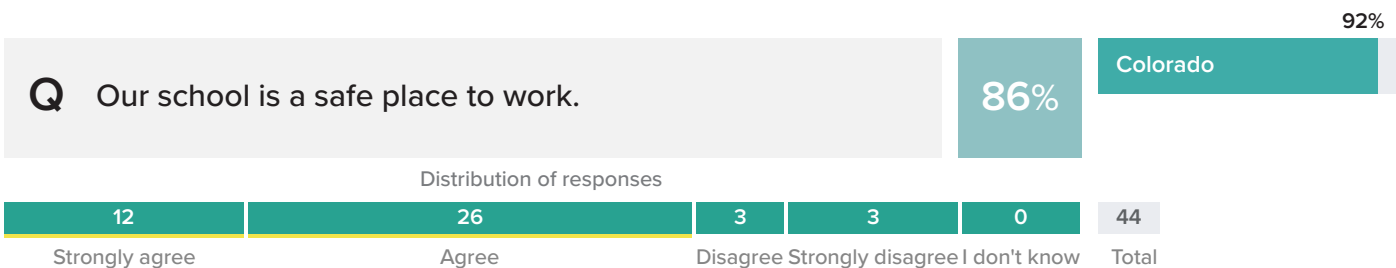 92%
Q Our school is a safe place to work.
86%
Colorado
Distribution of responses
12 26 3 3 0 44
Strongly agree Agree Disagree Strongly disagree I don't know Total